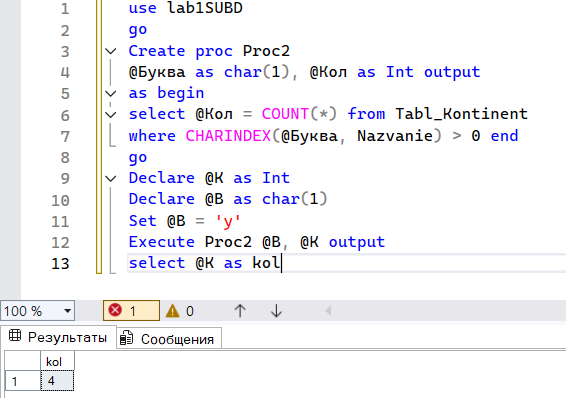 1 use lab1SUBD
2 go
3 Create proc Proc2
4 @Буква as char(1), @Кол as Int output
5 as begin
6 select @Кол = COUNT(*) from Tabl_Kontinent
7 where CHARINDEX(@Буква, Nazvanie) > 0 end
8 go
9 Declare @K as Int
10 Declare @B as char(1)
11 Set @B = 'y'
12 Execute Proc2 @B, @K output
13 select @K as kol
100 % 1 0
Результаты Сообщения
kol
1 4